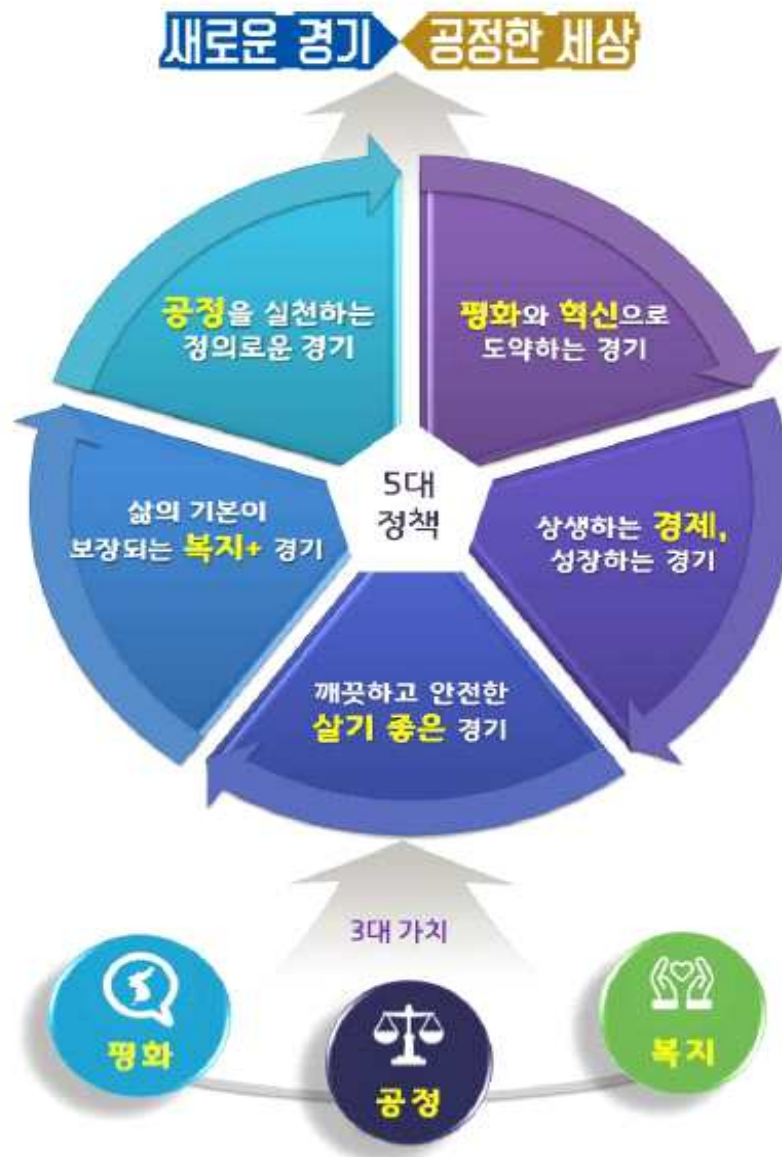 새로운 경기 공정한 세상
공정을 실천하는
정의로운 경기
평화와 혁신으로
도약하는 경기
삶의 기본이
보장되는 복지+ 경기
5대
정책
상생하는 경제,
성장하는 경기
깨끗하고 안전한
살기 좋은 경기
3대 가치
평화
공정
복지